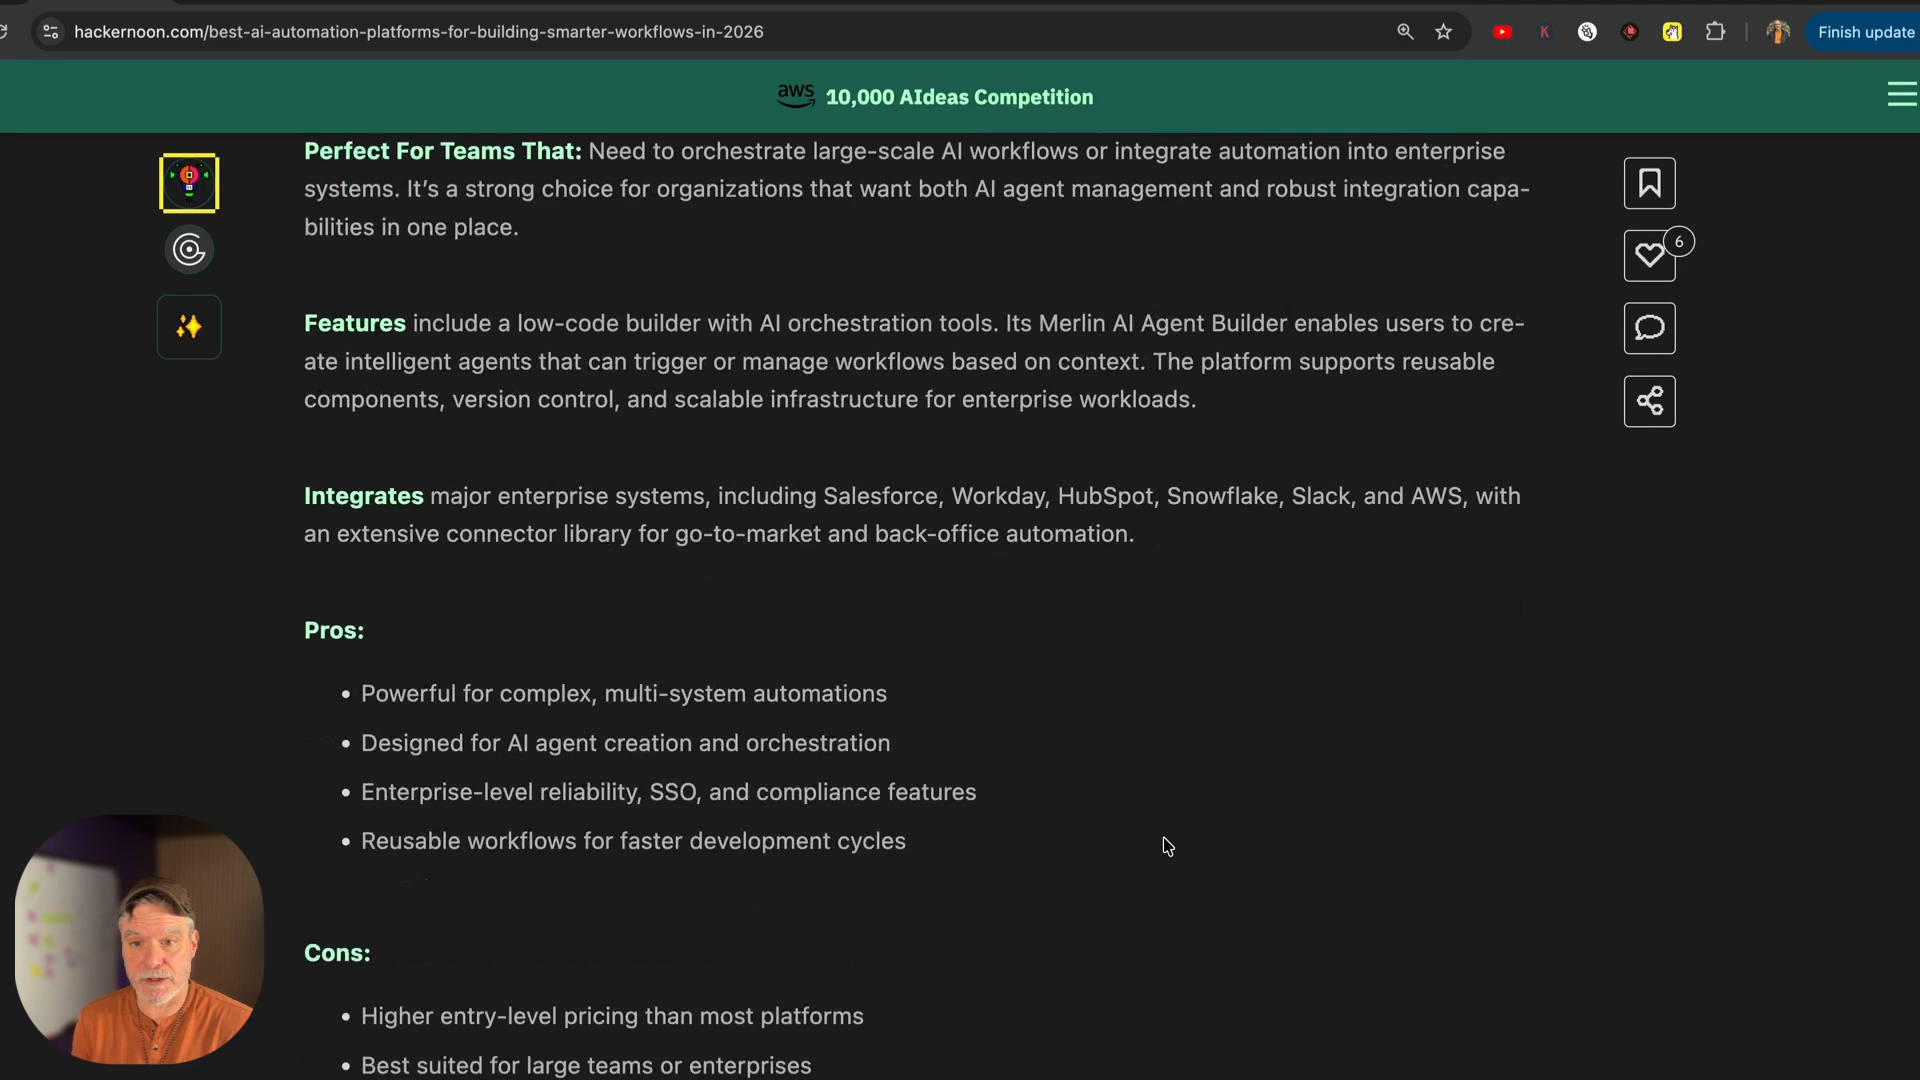 hackernoon.com/best-ai-automation-platforms-for-building-smarter-workflows-in-2026
K
Finish update
aws 10,000 AIdeas Competition
Perfect For Teams That: Need to orchestrate large-scale AI workflows or integrate automation into enterprise
systems. It’s a strong choice for organizations that want both AI agent management and robust integration capa-
bilities in one place.
6
Features include a low-code builder with AI orchestration tools. Its Merlin AI Agent Builder enables users to cre-
ate intelligent agents that can trigger or manage workflows based on context. The platform supports reusable
components, version control, and scalable infrastructure for enterprise workloads.
Integrates major enterprise systems, including Salesforce, Workday, HubSpot, Snowflake, Slack, and AWS, with
an extensive connector library for go-to-market and back-office automation.
Pros:
• Powerful for complex, multi-system automations
• Designed for AI agent creation and orchestration
• Enterprise-level reliability, SSO, and compliance features
• Reusable workflows for faster development cycles
Cons:
• Higher entry-level pricing than most platforms
• Best suited for large teams or enterprises